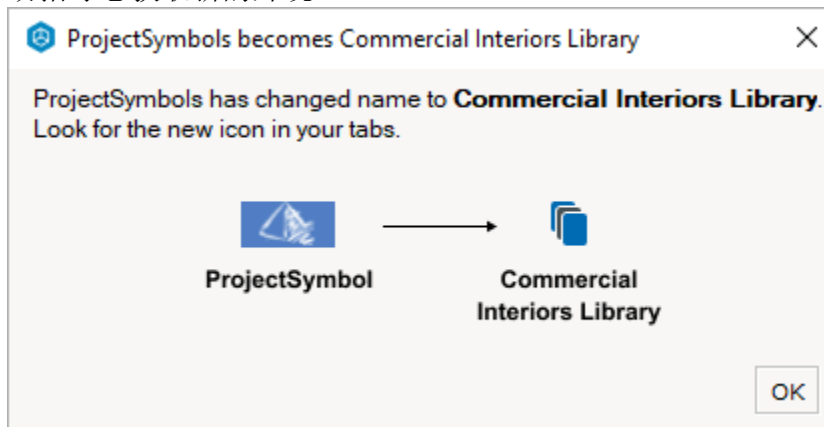 ProjectSymbols becomes Commercial Interiors Library
ProjectSymbols has changed name to Commercial Interiors Library.
Look for the new icon in your tabs.
ProjectSymbol
Commercial
Interiors Library
OK